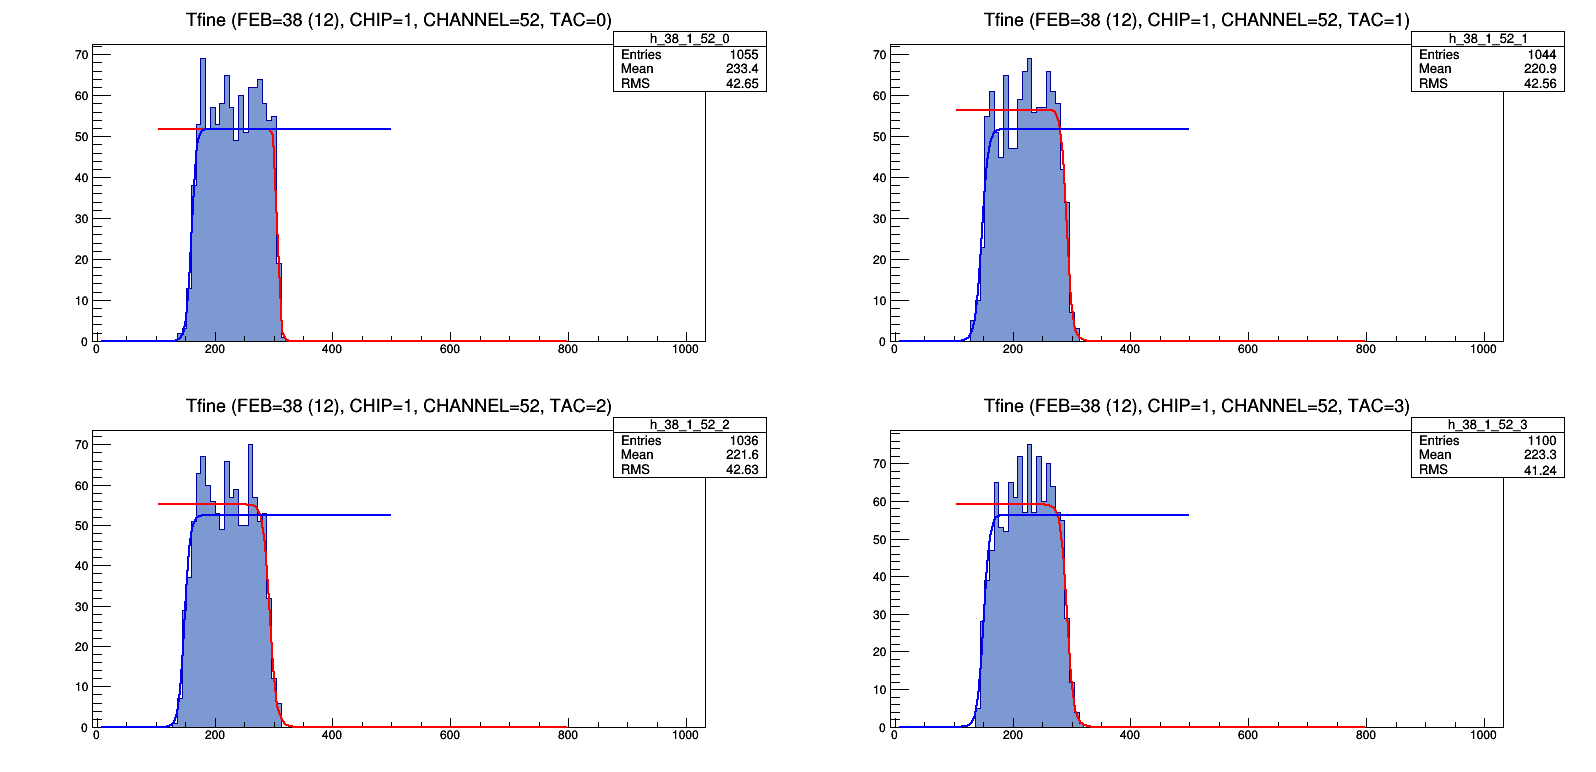 Tfine (FEB=38 (12), CHIP=1, CHANNEL=52, TAC=0)
h_38_1_52_0
Entries 1055
Mean 233.4
RMS 42.65
70
60
50
40
30
20
10
0
0 200 400 600 800 1000
Tfine (FEB=38 (12), CHIP=1, CHANNEL=52, TAC=1)
h_38_1_52_1
Entries 1044
Mean 220.9
RMS 42.56
70
60
50
40
30
20
10
0
0 200 400 600 800 1000
Tfine (FEB=38 (12), CHIP=1, CHANNEL=52, TAC=2)
h_38_1_52_2
Entries 1036
Mean 221.6
RMS 42.63
70
60
50
40
30
20
10
0
0 200 400 600 800 1000
Tfine (FEB=38 (12), CHIP=1, CHANNEL=52, TAC=3)
h_38_1_52_3
Entries 1100
Mean 223.3
RMS 41.24
70
60
50
40
30
20
10
0
0 200 400 600 800 1000